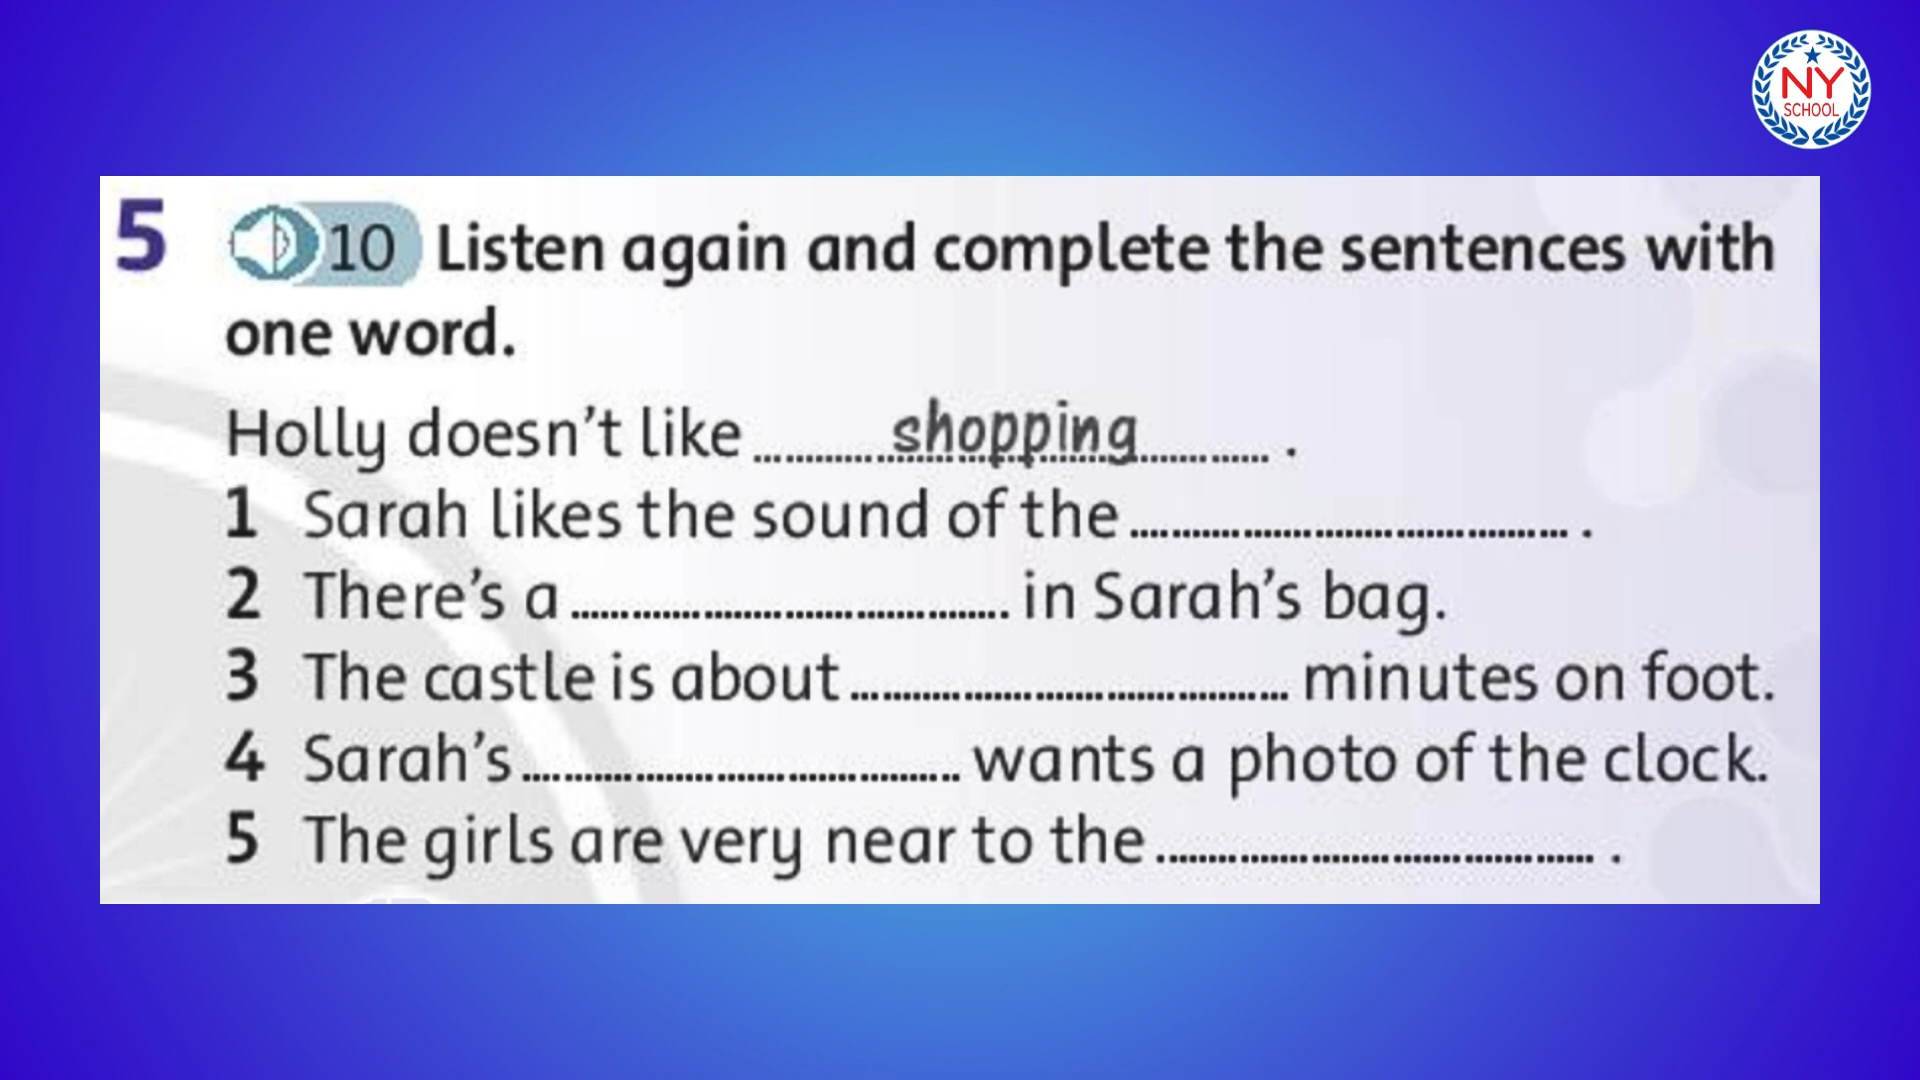 NY
SCHOOL
5 10 Listen again and complete the sentences with
one word.
Holly doesn't like shopping .
1 Sarah likes the sound of the .
2 There's a in Sarah's bag.
3 The castle is about minutes on foot.
4 Sarah's wants a photo of the clock.
5 The girls are very near to the .